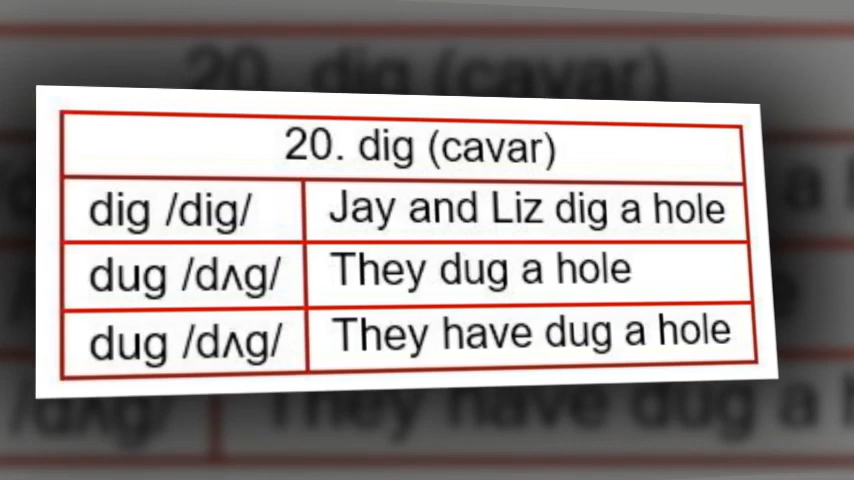 20. dig (cavar)
dig /dig/ Jay and Liz dig a hole
dug /dʌg/ They dug a hole
dug /dʌg/ They have dug a hole